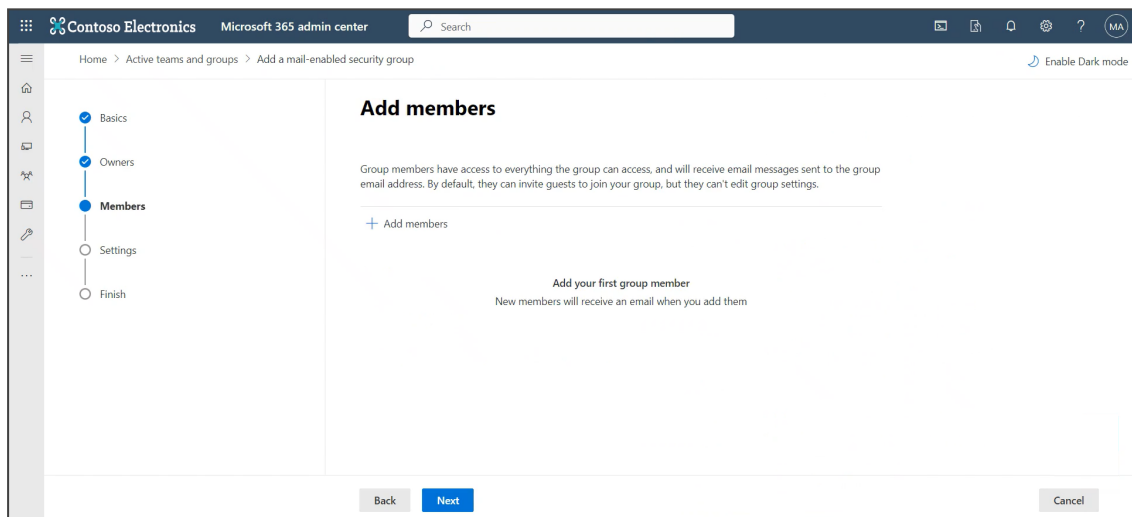 Contoso Electronics
Microsoft 365 admin center
Search
MA
Home > Active teams and groups > Add a mail-enabled security group
Enable Dark mode
Basics
Owners
Members
Settings
Finish
Add members
Group members have access to everything the group can access, and will receive email messages sent to the group
email address. By default, they can invite guests to join your group, but they can't edit group settings.
+ Add members
Add your first group member
New members will receive an email when you add them
Back
Next
Cancel